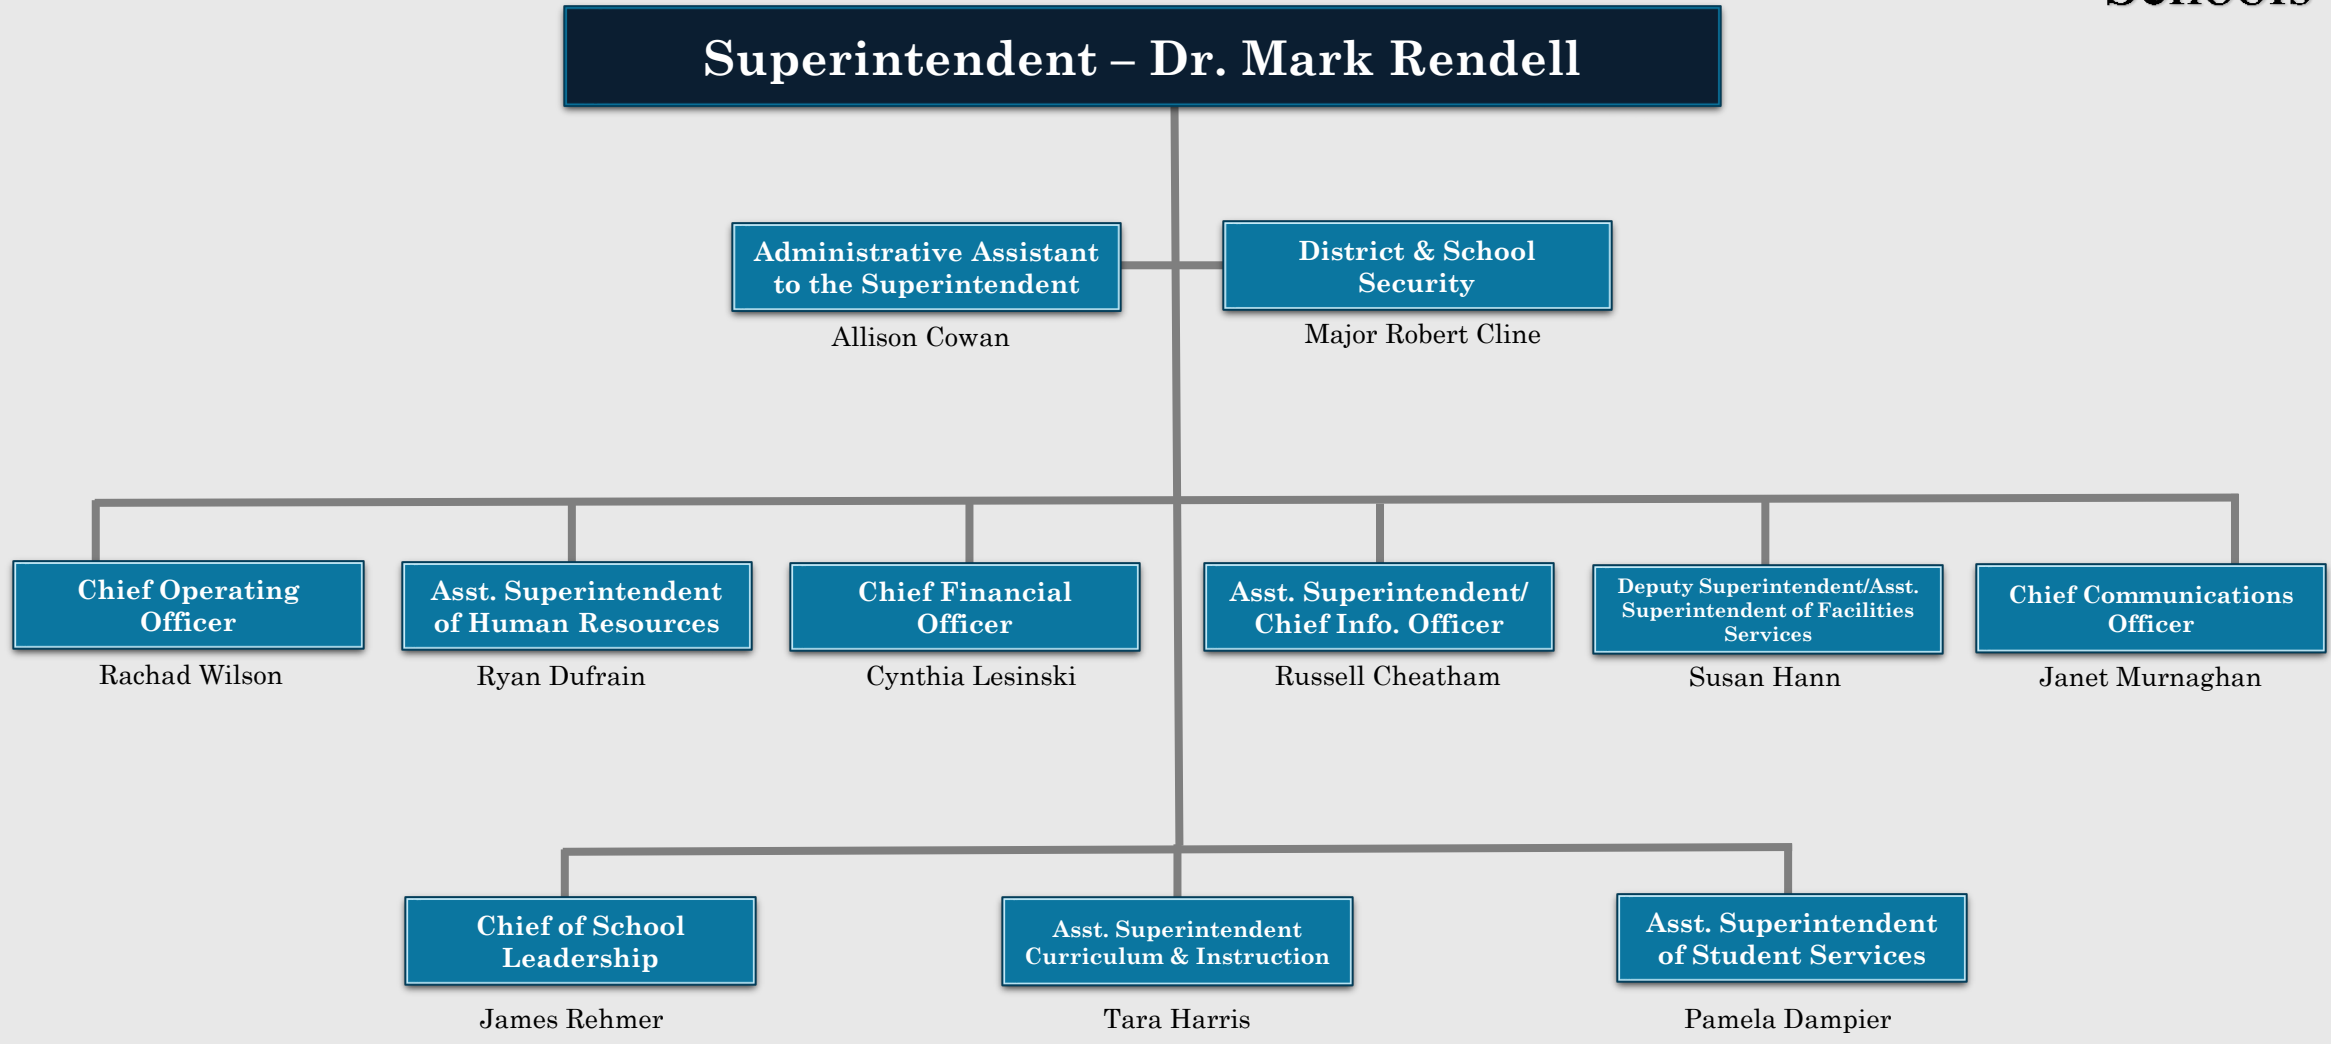 Schools
Superintendent – Dr. Mark Rendell
Administrative Assistant
to the Superintendent
Allison Cowan
District & School
Security
Major Robert Cline
Chief Operating
Officer
Rachad Wilson
Asst. Superintendent
of Human Resources
Ryan Dufrain
Chief Financial
Officer
Cynthia Lesinski
Asst. Superintendent/
Chief Info. Officer
Russell Cheatham
Deputy Superintendent/Asst.
Superintendent of Facilities
Services
Susan Hann
Chief Communications
Officer
Janet Murnaghan
Chief of School
Leadership
James Rehmer
Asst. Superintendent
Curriculum & Instruction
Tara Harris
Asst. Superintendent
of Student Services
Pamela Dampier